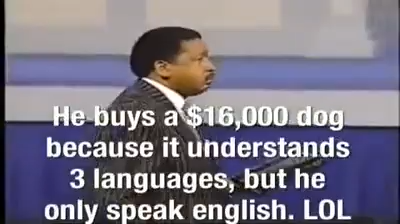 He buys a $16,000 dog
because it understands
3 languages, but he
only speak english. LOL